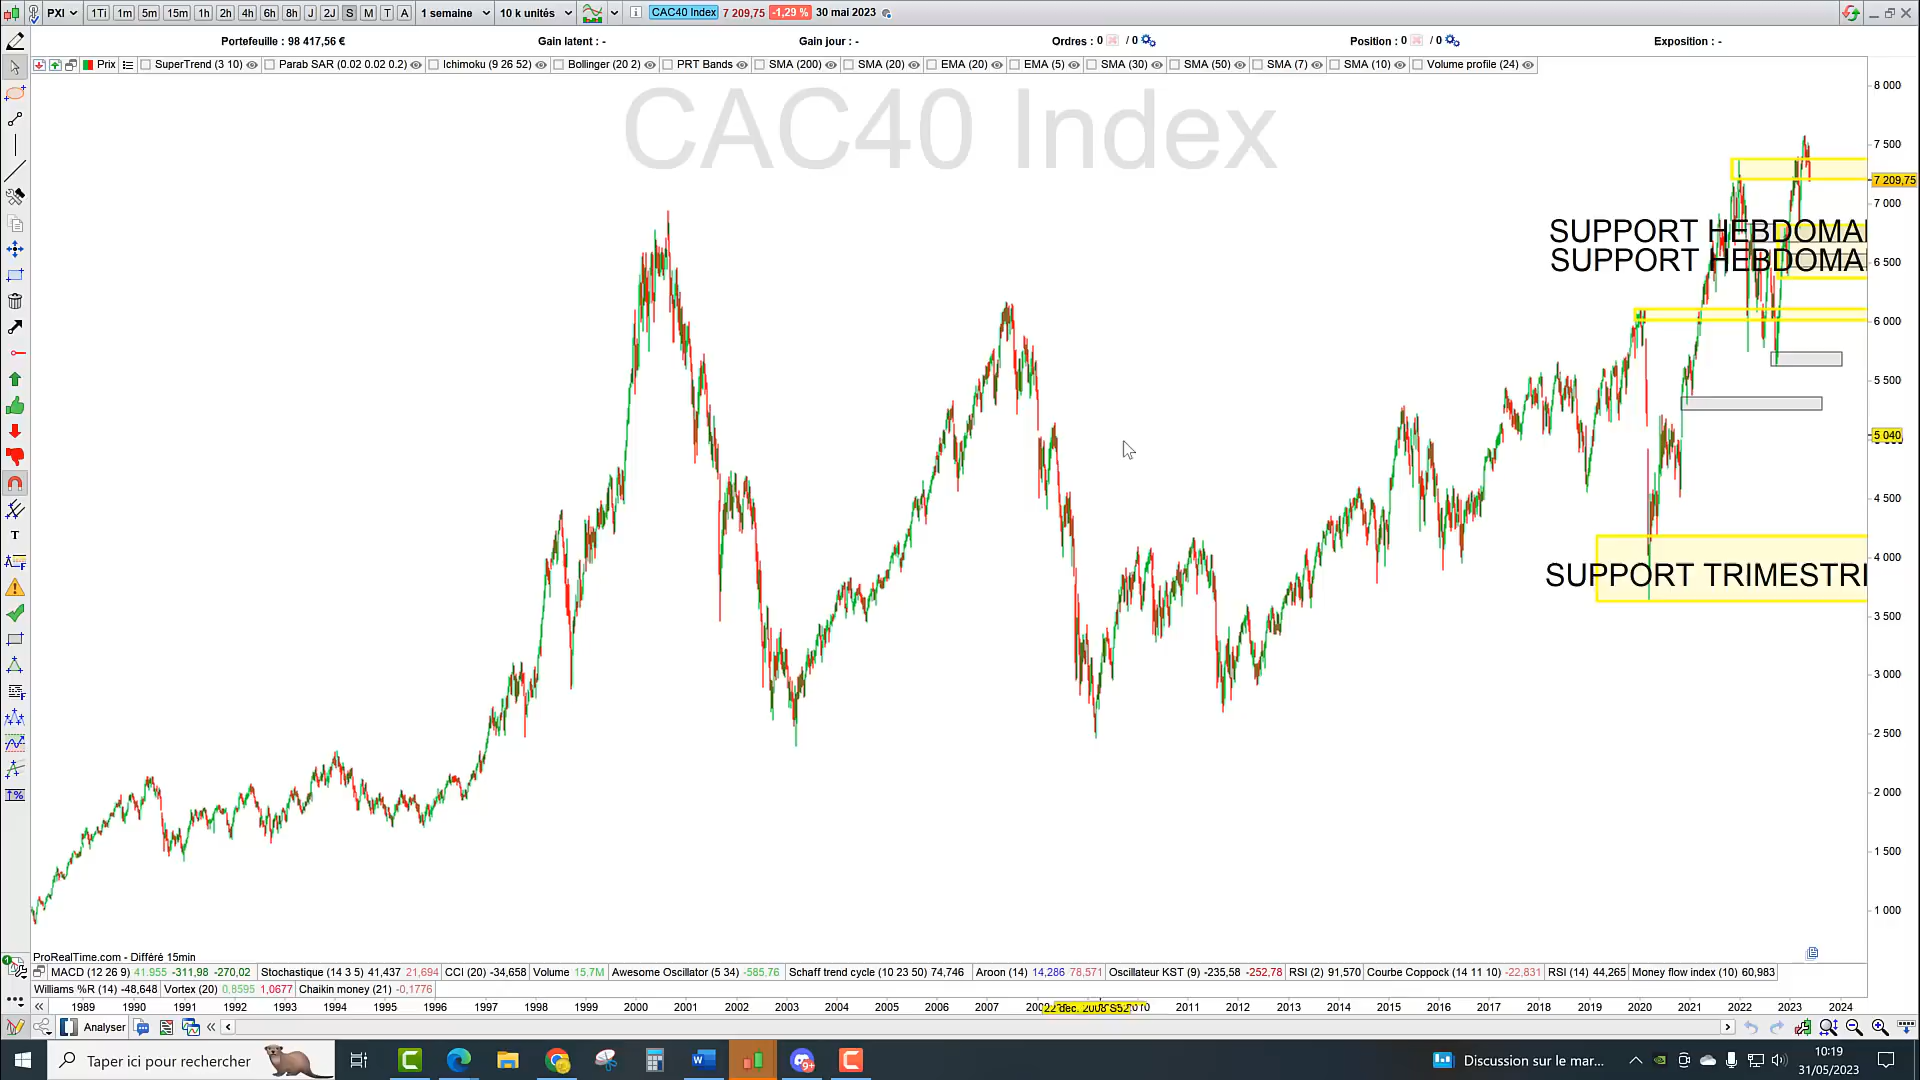 PXI 1Ti 1m 5m 15m 1h 2h 4h 6h 8h J 2J S M T A 1 semaine 10 k unités CAC40 Index 7 209,75 -1,29 % 30 mai 2023
Portefeuille : 98 417,56 € Gain latent : - Gain jour : - Ordres : 0 / 0 Position : 0 / 0 Exposition : -
Prix SuperTrend (3 10) Parab SAR (0.02 0.02 0.2) Ichimoku (9 26 52) Bollinger (20 2) PRT Bands SMA (200) SMA (20) EMA (20) EMA (5) SMA (30) SMA (50) SMA (7) SMA (10) Volume profile (24)
CAC40 Index
8 000
7 500
7 209,75
7 000
SUPPORT HEBDOMA
SUPPORT HEBDOMA
6 500
6 000
5 500
5 040
4 500
4 000
SUPPORT TRIMESTRI
3 500
3 000
2 500
2 000
1 500
1 000
T
1%
ProRealTime.com - Différé 15min
MACD (12 26 9) 41.955 -311,98 -270,02 Stochastique (14 3 5) 41,437 21,694 CCI (20) -34,658 Volume 15,7M Awesome Oscillator (5 34) -585,76 Schaff trend cycle (10 23 50) 74,746 Aroon (14) 14,286 78,571 Oscillateur KST (9) -235,58 -252,78 RSI (2) 91,570 Courbe Coppock (14 11 10) -22,831 RSI (14) 44,265 Money flow index (10) 60,983
Williams %R (14) -48,648 Vortex (20) 0,8595 1,0677 Chaikin money (21) -0,1776
1989 1990 1991 1992 1993 1994 1995 1996 1997 1998 1999 2000 2001 2002 2003 2004 2005 2006 2007 22 déc. 2008 S52 2011 2012 2013 2014 2015 2016 2017 2018 2019 2020 2021 2022 2023 2024
Analyser
Taper ici pour rechercher Discussion sur le mar... 10:19
31/05/2023